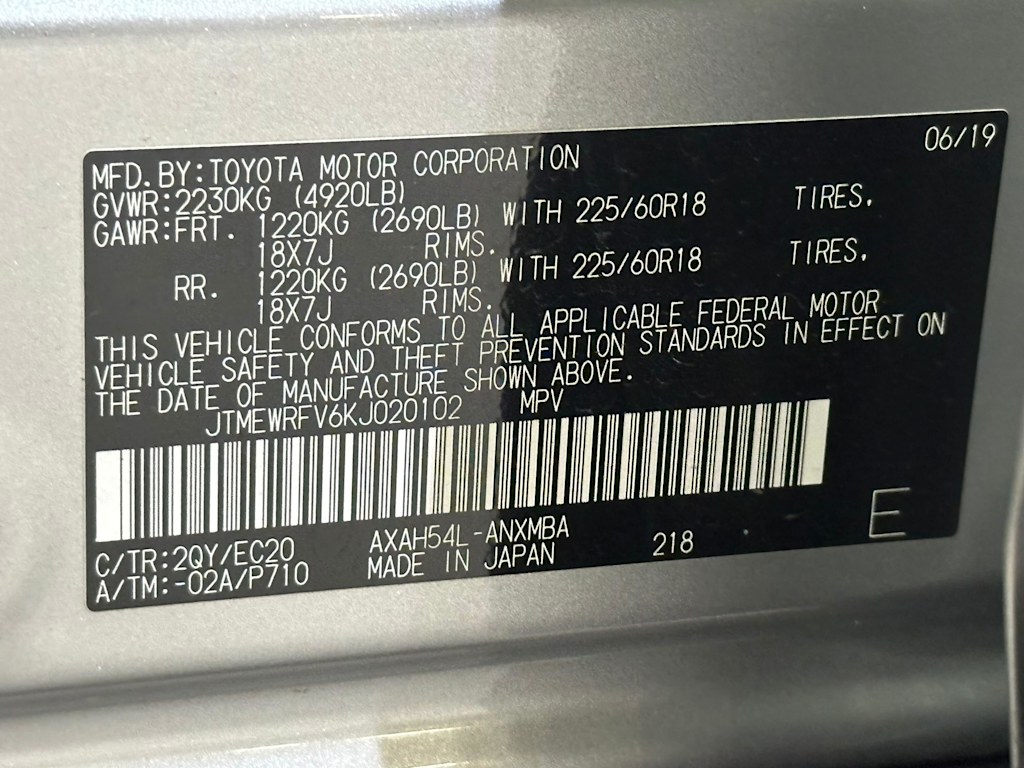 06/19
MFD.BY:TOYOTA MOTOR CORPORATION
GVWR:2230KG (4920LB)
GAWR:FRT. 1220KG (2690LB) WITH 225/60R18 TIRES,
18X7J RIMS.
RR. 1220KG (2690LB) WITH 225/60R18 TIRES,
18X7J RIMS.
THIS VEHICLE CONFORMS TO ALL APPLICABLE FEDERAL MOTOR
VEHICLE SAFETY AND THEFT PREVENTION STANDARDS IN EFFECT ON
THE DATE OF MANUFACTURE SHOWN ABOVE.
JTMEWRFV6KJ020102 MPV
C/TR:2QY/EC20 AXAH54L-ANXMBA 218 E
A/TM:-02A/P710 MADE IN JAPAN